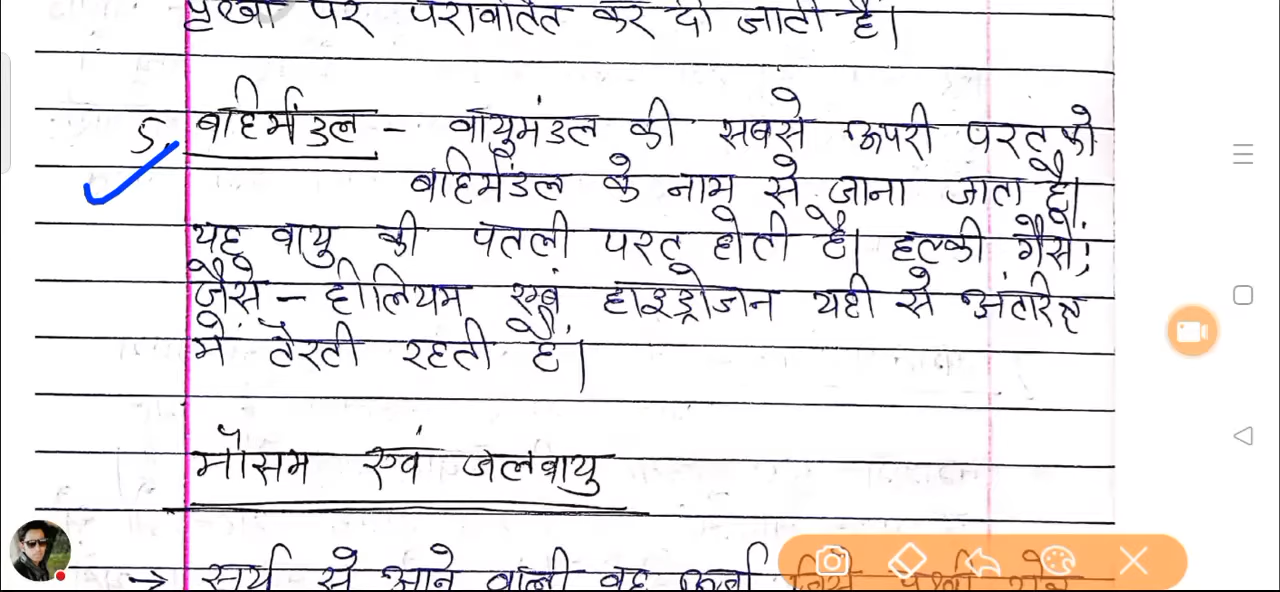 पृथ्वी पर परावर्तित कर दी जाती है।
5. बहिर्मंडल - वायुमंडल की सबसे ऊपरी परत को
बहिर्मंडल के नाम से जाना जाता है।
यह वायु की पतली परत होती है। हल्की गैसें;
जैसे - हीलियम एवं हाइड्रोजन यही से अंतरिक्ष
में तैरती रहती हैं।
मौसम एवं जलवायु
→ सूर्य से आने वाली वह ऊर्जा जिसे पृथ्वी रोक